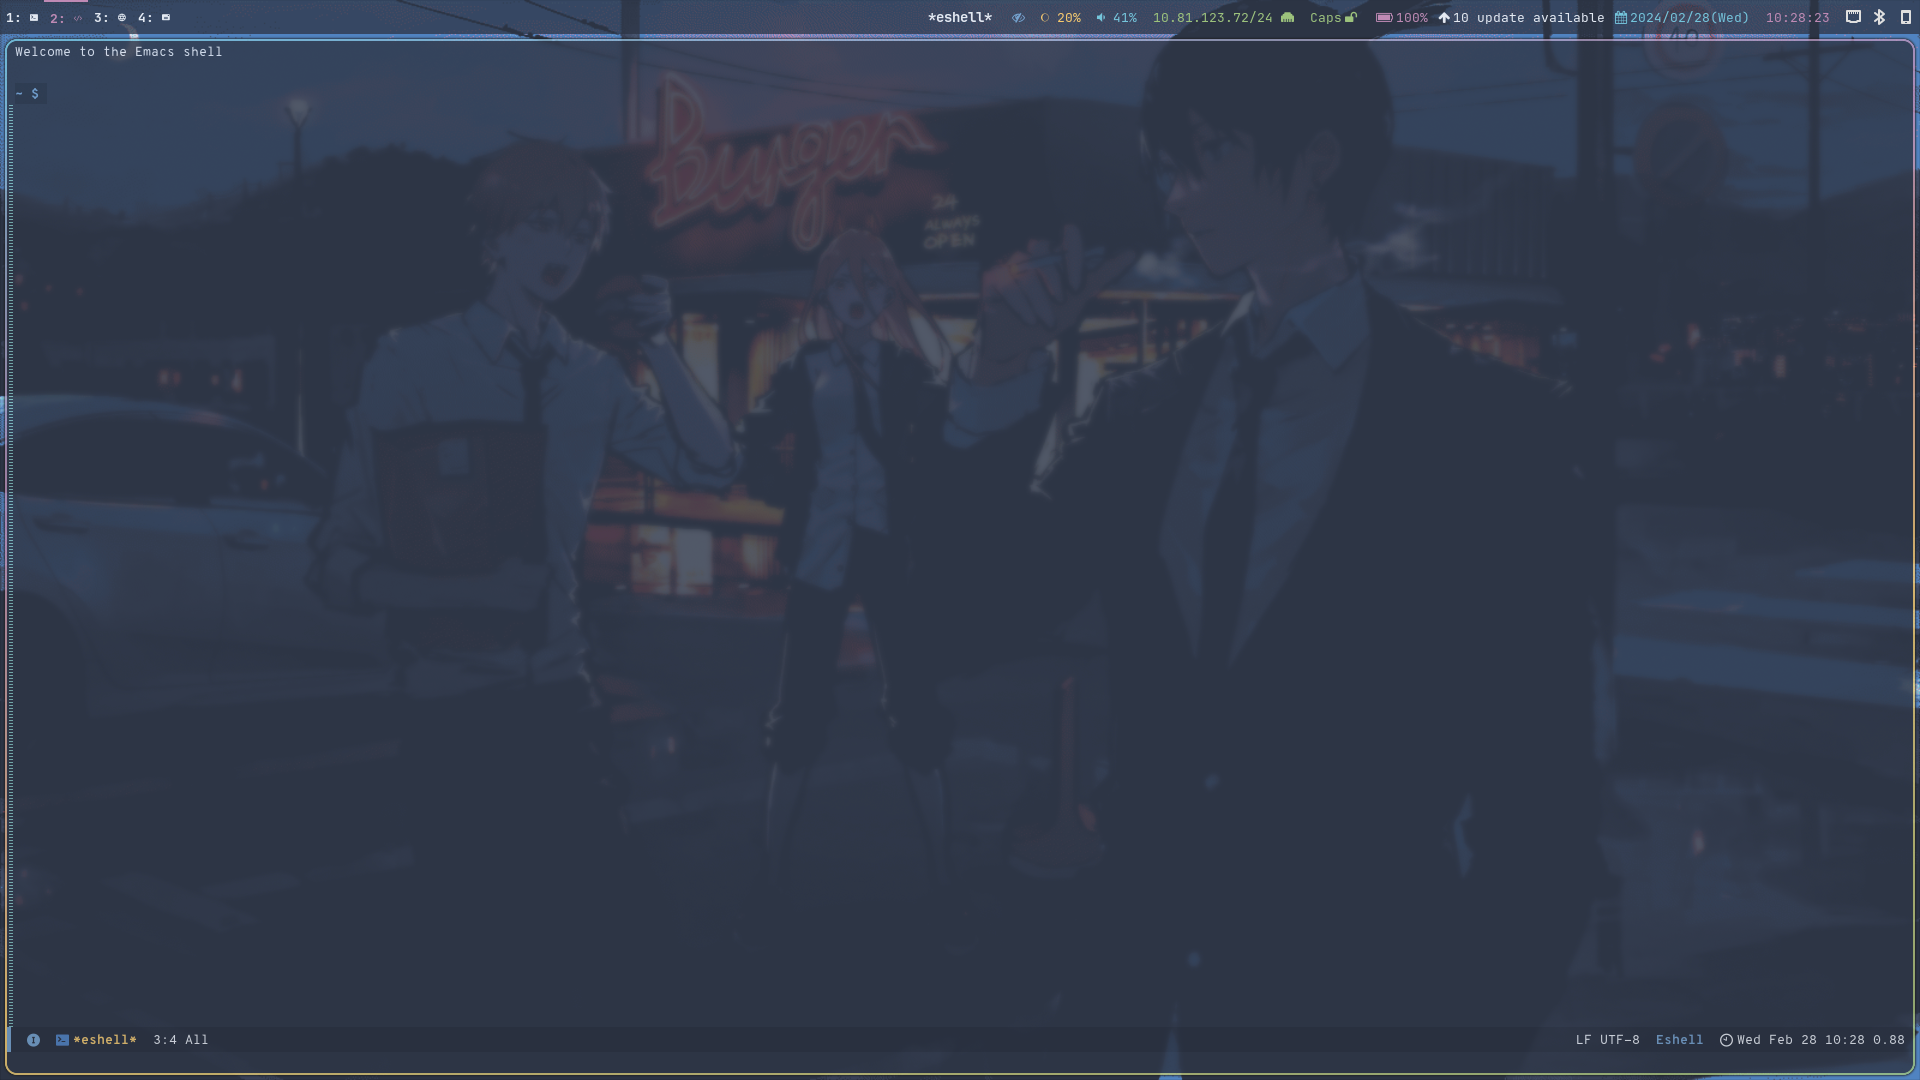 1: 2: 3: 4: *eshell* 20% 41% 10.81.123.72/24 Caps 100% 10 update available 2024/02/28(Wed) 10:28:23
Welcome to the Emacs shell
~ $
Burger
24
ALWAYS
OPEN
40
*eshell* 3:4 All LF UTF-8 Eshell Wed Feb 28 10:28 0.88